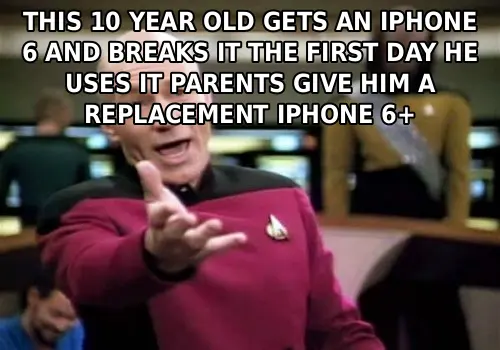 THIS 10 YEAR OLD GETS AN IPHONE
6 AND BREAKS IT THE FIRST DAY HE
USES IT PARENTS GIVE HIM A
REPLACEMENT IPHONE 6+